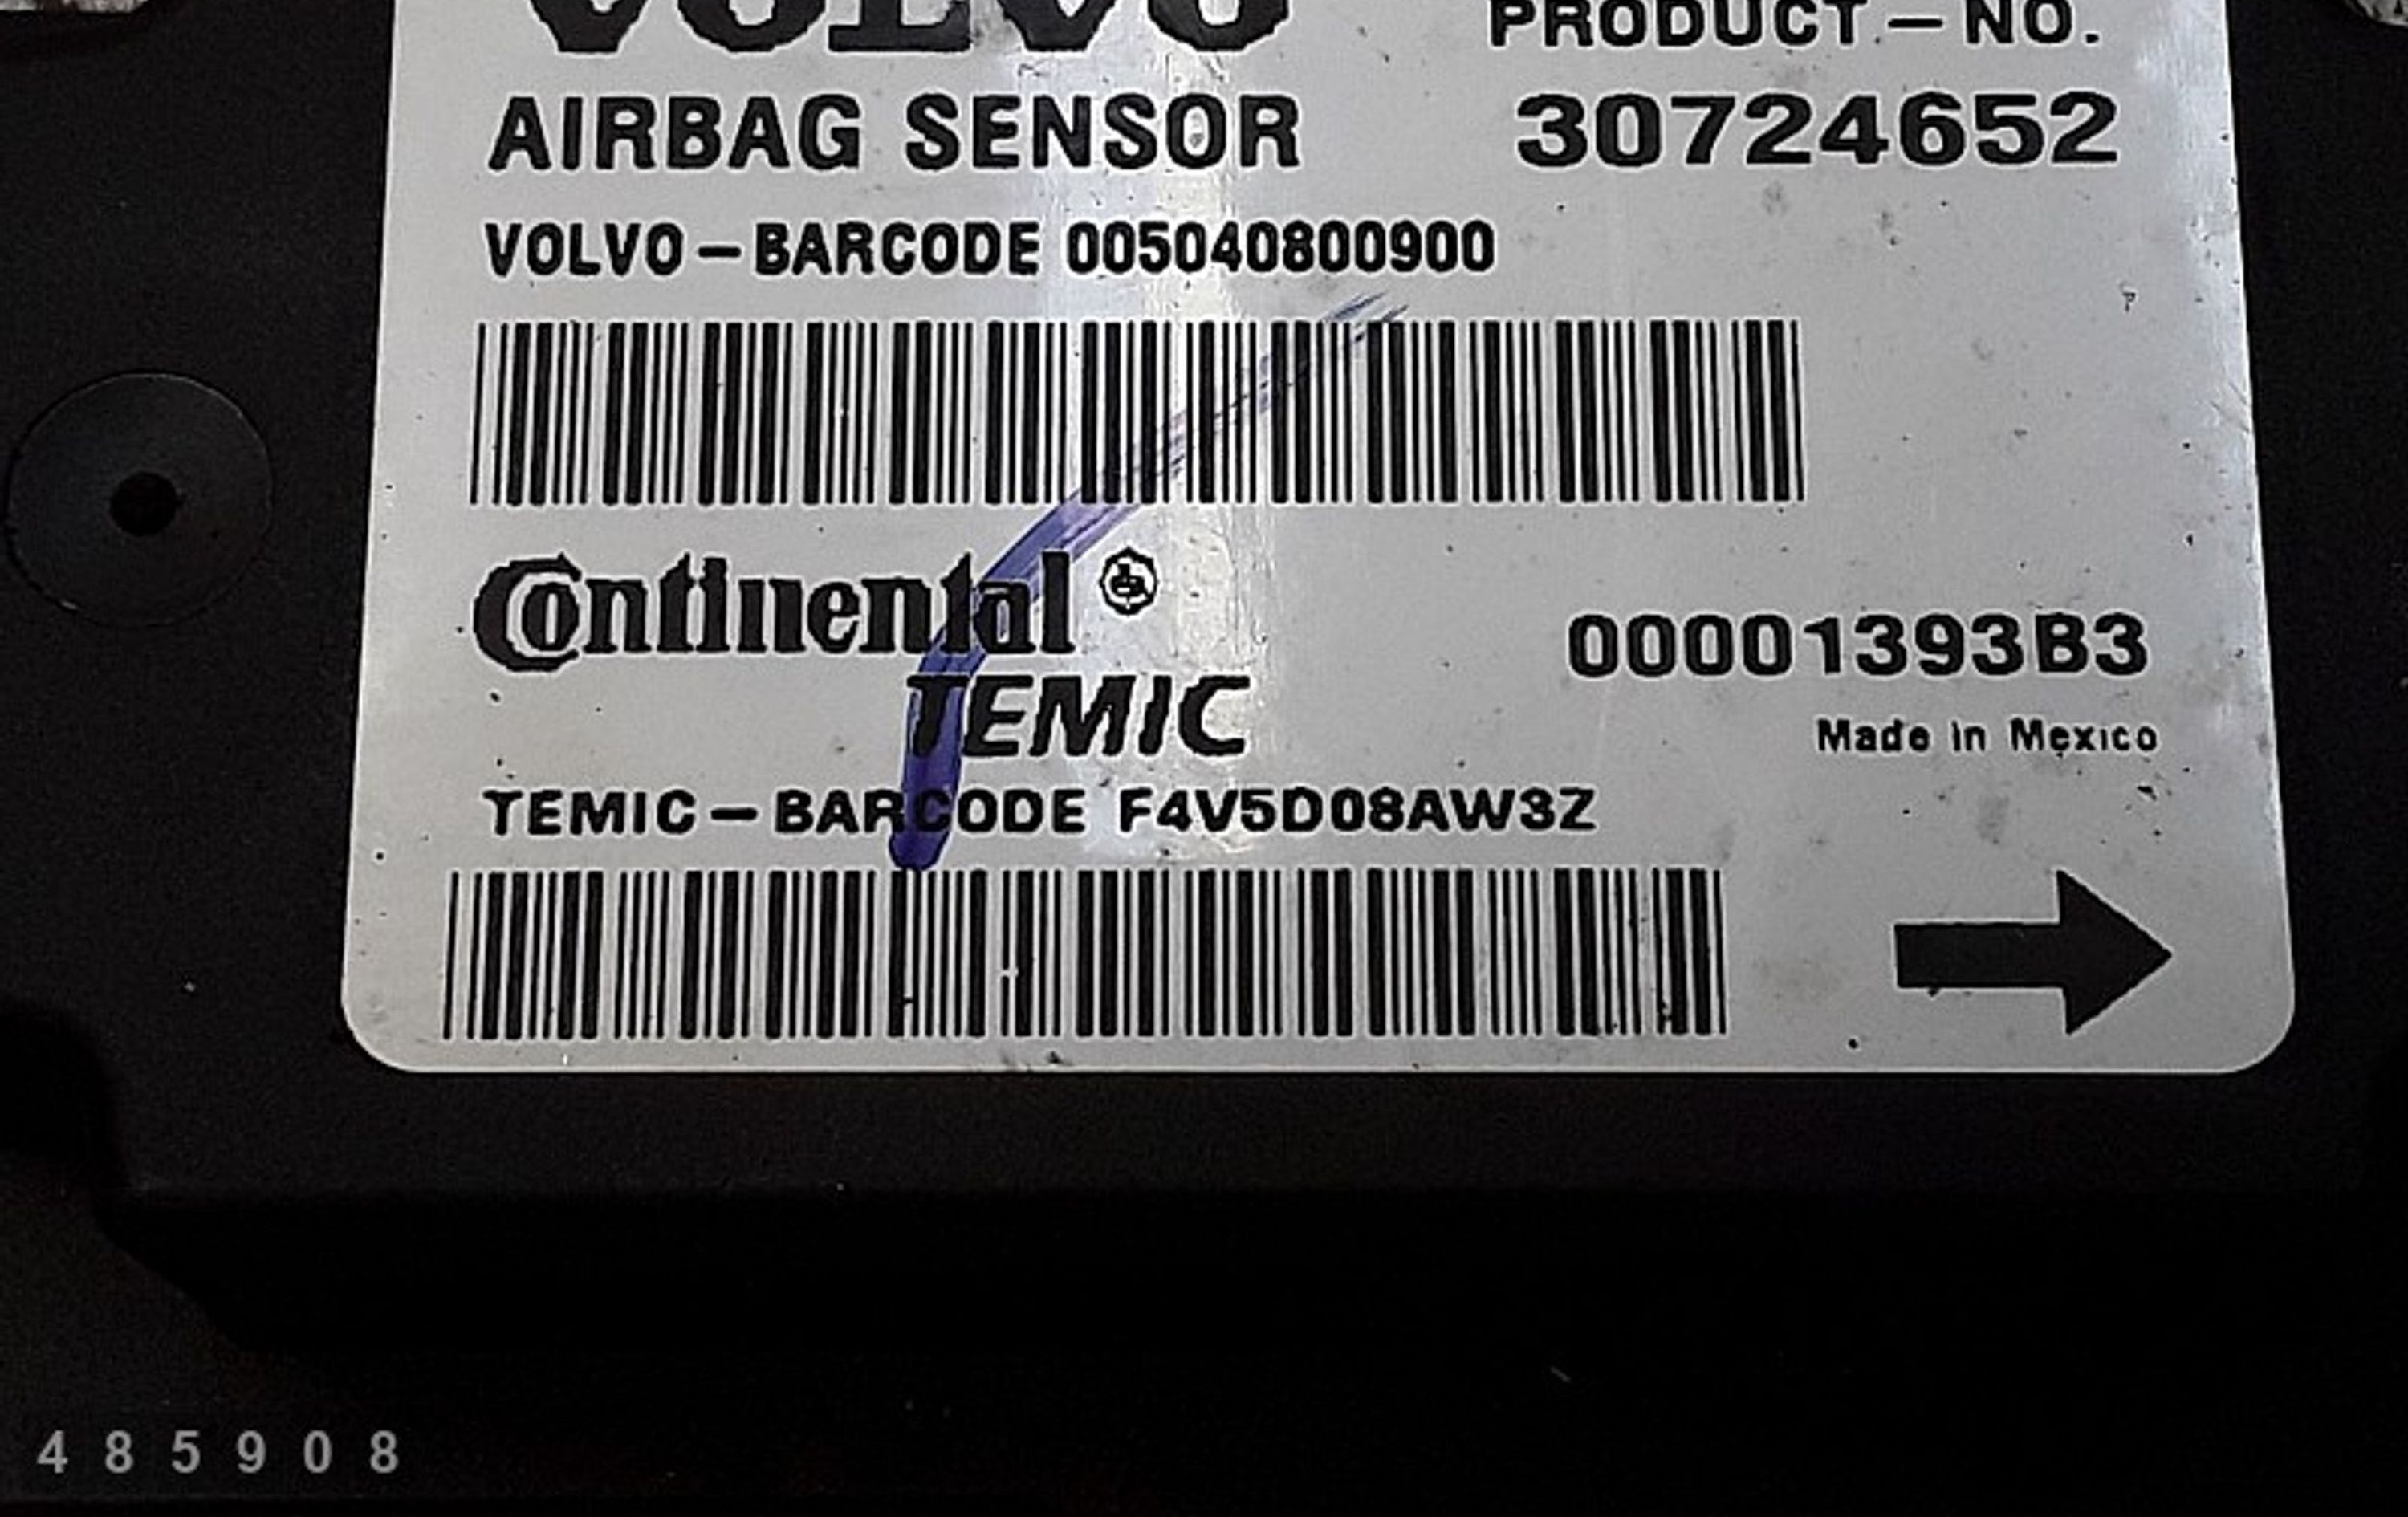 VOLVO PRODUCT-NO.
AIRBAG SENSOR 30724652
VOLVO-BARCODE 005040800900
Continental
00001393B3
TEMIC
Made in Mexico
TEMIC-BARCODE F4V5D08AW3Z
485908